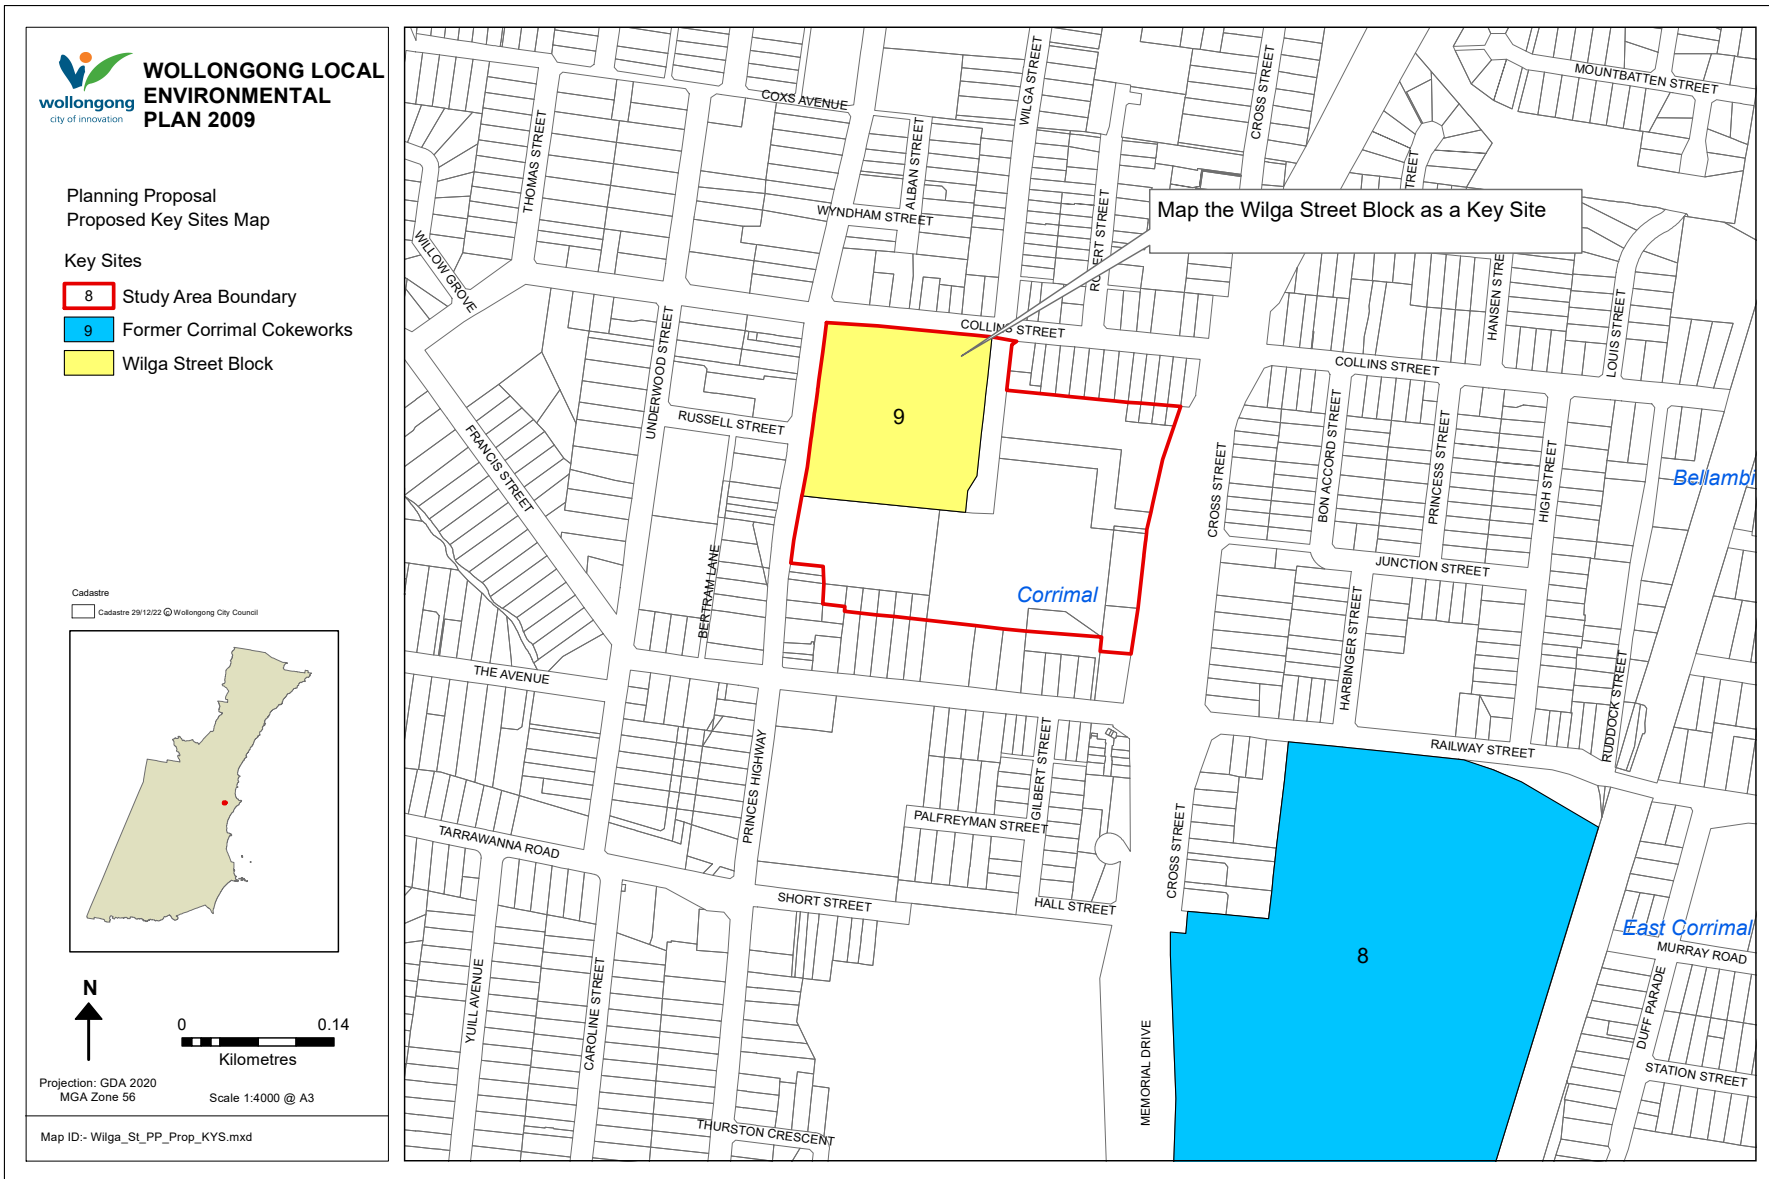 wollongong
city of innovation
WOLLONGONG LOCAL
ENVIRONMENTAL
PLAN 2009
Planning Proposal
Proposed Key Sites Map
Key Sites
8 Study Area Boundary
9 Former Corrimal Cokeworks
Wilga Street Block
Cadastre
Cadastre 29/12/22 © Wollongong City Council
N
0 0.14
Kilometres
Projection: GDA 2020
MGA Zone 56
Scale 1:4000 @ A3
Map ID:- Wilga_St_PP_Prop_KYS.mxd
MOUNTBATTEN STREET
COXS AVENUE
WILGA STREET
CROSS STREET
THOMAS STREET
ALBAN STREET
STREET
WYNDHAM STREET
ROBERT STREET
Map the Wilga Street Block as a Key Site
WILLOW GROVE
HANSEN STRE
LOUIS STREET
COLLINS STREET
COLLINS STREET
UNDERWOOD STREET
RUSSELL STREET
9
FRANCIS STREET
CROSS STREET
BON ACCORD STREET
PRINCESS STREET
HIGH STREET
Bellambi
JUNCTION STREET
BERTRAM LANE
Corrimal
HARBINGER STREET
THE AVENUE
RUDDOCK STREET
RAILWAY STREET
PRINCES HIGHWAY
GILBERT STREET
PALFREYMAN STREET
TARRAWANNA ROAD
CROSS STREET
SHORT STREET
HALL STREET
East Corrimal
MURRAY ROAD
8
YUILL AVENUE
CAROLINE STREET
DUFF PARADE
MEMORIAL DRIVE
STATION STREET
THURSTON CRESCENT